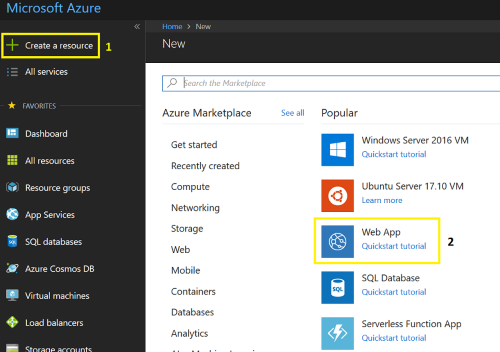 Microsoft Azure
«
Home > New
Create a resource
1
New
All services
Search the Marketplace
FAVORITES
Azure Marketplace
See all
Popular
Dashboard
Get started
Windows Server 2016 VM
Quickstart tutorial
All resources
Recently created
Resource groups
Compute
Ubuntu Server 17.10 VM
Learn more
App Services
Networking
Storage
Web App
Quickstart tutorial
2
SQL databases
Web
Azure Cosmos DB
Mobile
SQL
SQL Database
Quickstart tutorial
Virtual machines
Containers
Databases
Load balancers
Analytics
Serverless Function App
Quickstart tutorial
Storage accounts